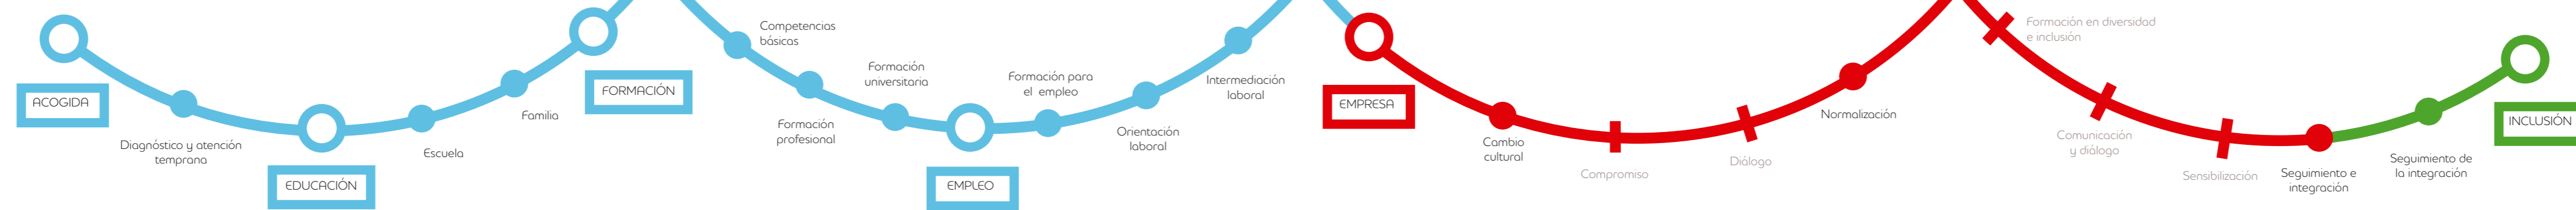 ACOGIDA
Diagnóstico y atención
temprana
EDUCACIÓN
Escuela
Familia
FORMACIÓN
Competencias
básicas
Formación
profesional
Formación
universitaria
EMPLEO
Formación para
el empleo
Orientación
laboral
Intermediación
laboral
EMPRESA
Cambio
cultural
Compromiso
Diálogo
Normalización
Formación en diversidad
e inclusión
Comunicación
y diálogo
Sensibilización
Seguimiento e
integración
Seguimiento de
la integración
INCLUSIÓN